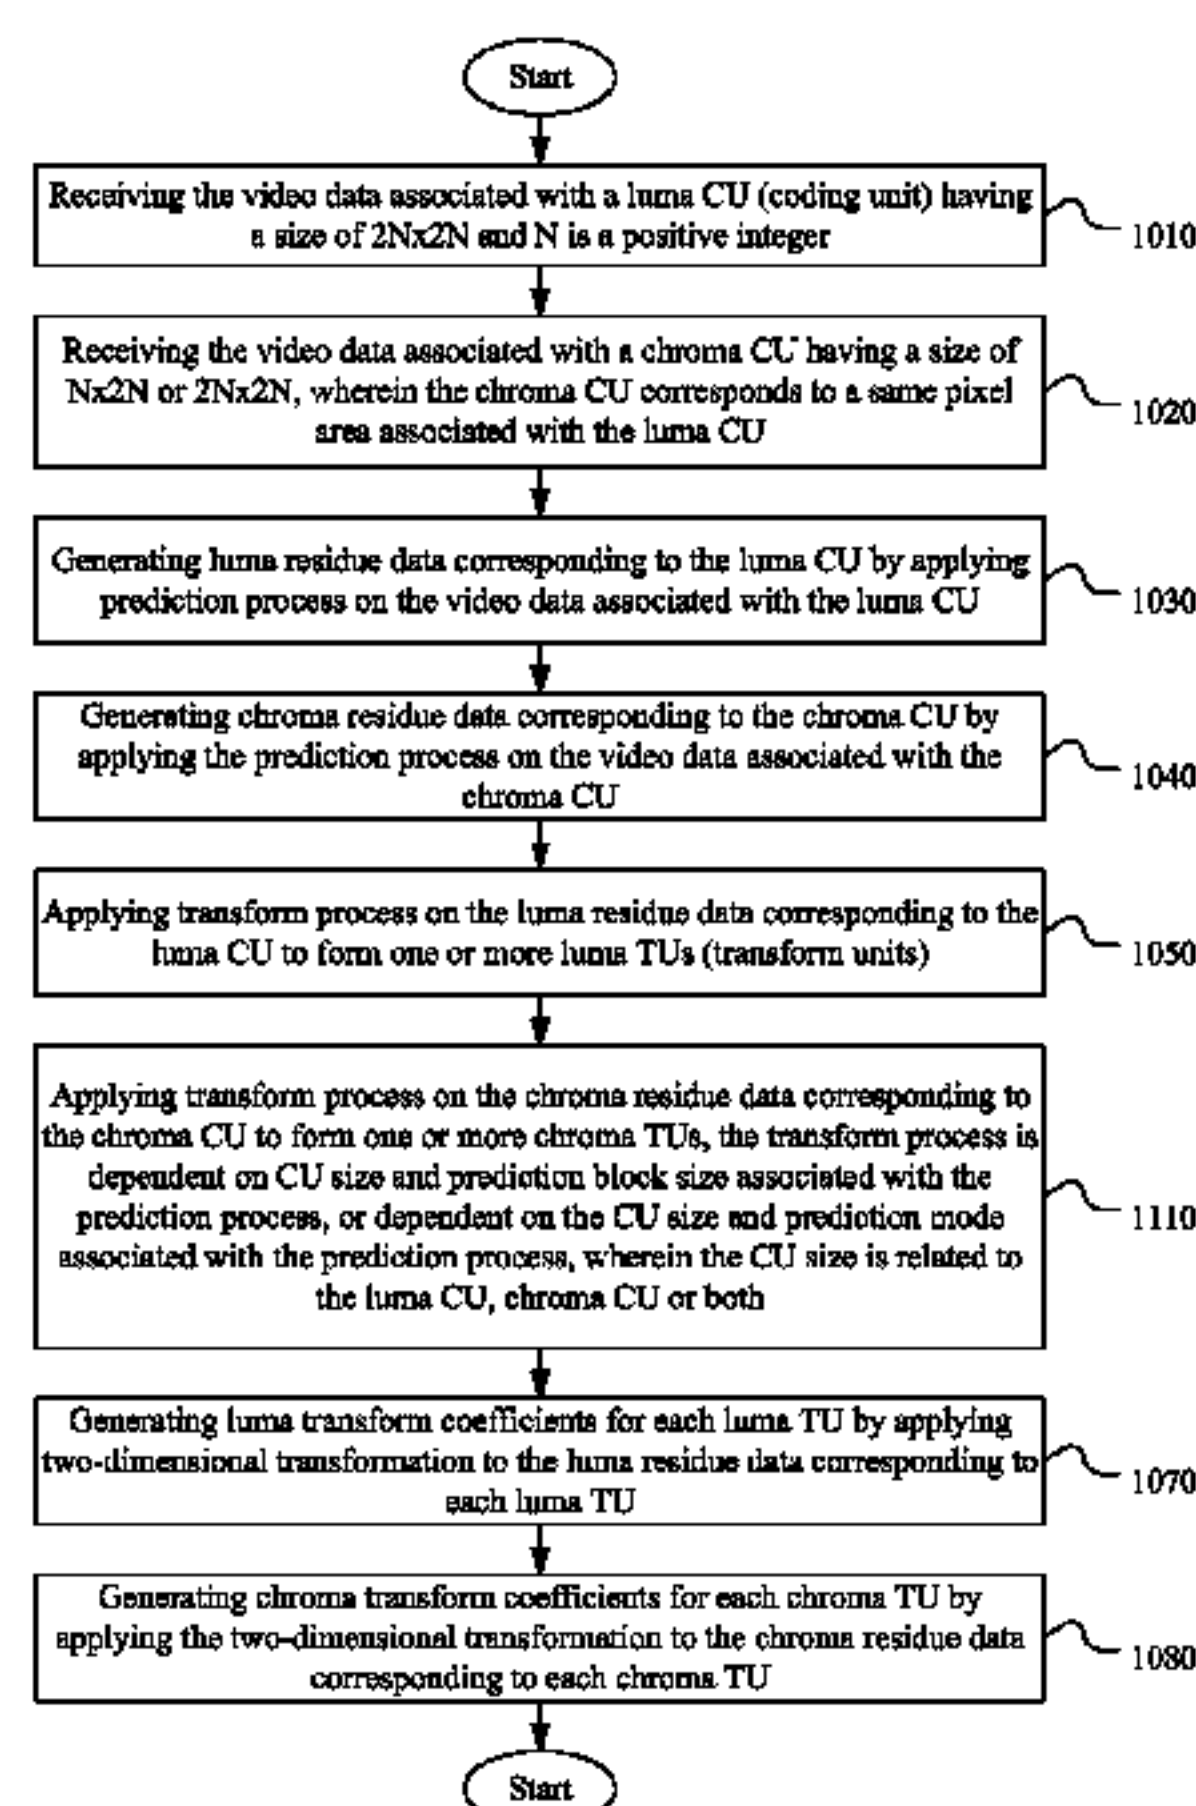 Start
Receiving the video data associated with a luma CU (coding unit) having
a size of 2Nx2N and N is a positive integer
1010
Receiving the video data associated with a chroma CU having a size of
Nx2N or 2Nx2N, wherein the chroma CU corresponds to a same pixel
area associated with the luma CU
1020
Generating luma residue data corresponding to the luma CU by applying
prediction process on the video data associated with the luma CU
1030
Generating chroma residue data corresponding to the chroma CU by
applying the prediction process on the video data associated with the
chroma CU
1040
Applying transform process on the luma residue data corresponding to the
luma CU to form one or more luma TUs (transform units)
1050
Applying transform process on the chroma residue data corresponding to
the chroma CU to form one or more chroma TUs, the transform process is
dependent on CU size and prediction block size associated with the
prediction process, or dependent on the CU size and prediction mode
associated with the prediction process, wherein the CU size is related to
the luma CU, chroma CU or both
1110
Generating luma transform coefficients for each luma TU by applying
two-dimensional transformation to the luma residue data corresponding to
each luma TU
1070
Generating chroma transform coefficients for each chroma TU by
applying the two-dimensional transformation to the chroma residue data
corresponding to each chroma TU
1080
Start